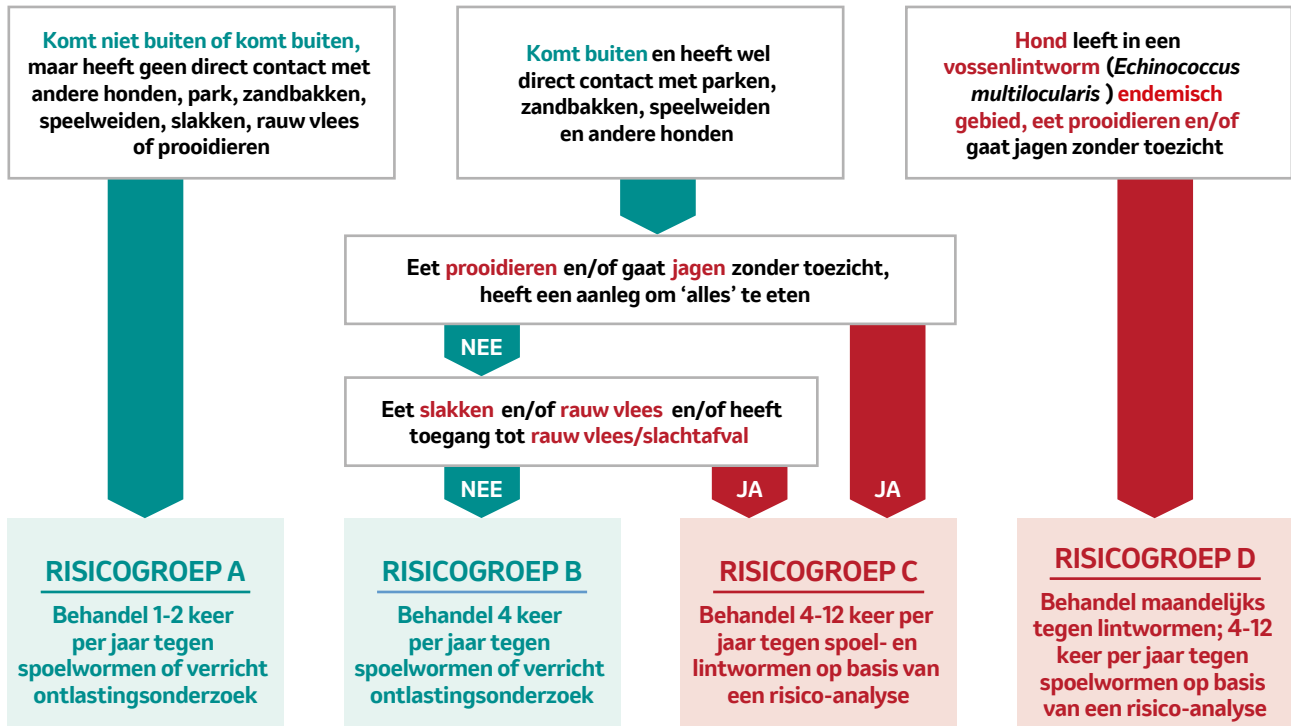 Komt niet buiten of komt buiten,
maar heeft geen direct contact met
andere honden, park, zandbakken,
speelweiden, slakken, rauw vlees
of prooidieren
Komt buiten en heeft wel
direct contact met parken,
zandbakken, speelweiden
en andere honden
Hond leeft in een
vossenlintworm (Echinococcus
multilocularis ) endemisch
gebied, eet prooidieren en/of
gaat jagen zonder toezicht
Eet prooidieren en/of gaat jagen zonder toezicht,
heeft een aanleg om ‘alles’ te eten
NEE
Eet slakken en/of rauw vlees en/of heeft
toegang tot rauw vlees/slachtafval
NEE
JA
JA
RISICOGROEP A
Behandel 1-2 keer
per jaar tegen
spoelwormen of verricht
ontlastingsonderzoek
RISICOGROEP B
Behandel 4 keer
per jaar tegen
spoelwormen of verricht
ontlastingsonderzoek
RISICOGROEP C
Behandel 4-12 keer per
jaar tegen spoel- en
lintwormen op basis van
een risico-analyse
RISICOGROEP D
Behandel maandelijks
tegen lintwormen; 4-12
keer per jaar tegen
spoelwormen op basis
van een risico-analyse